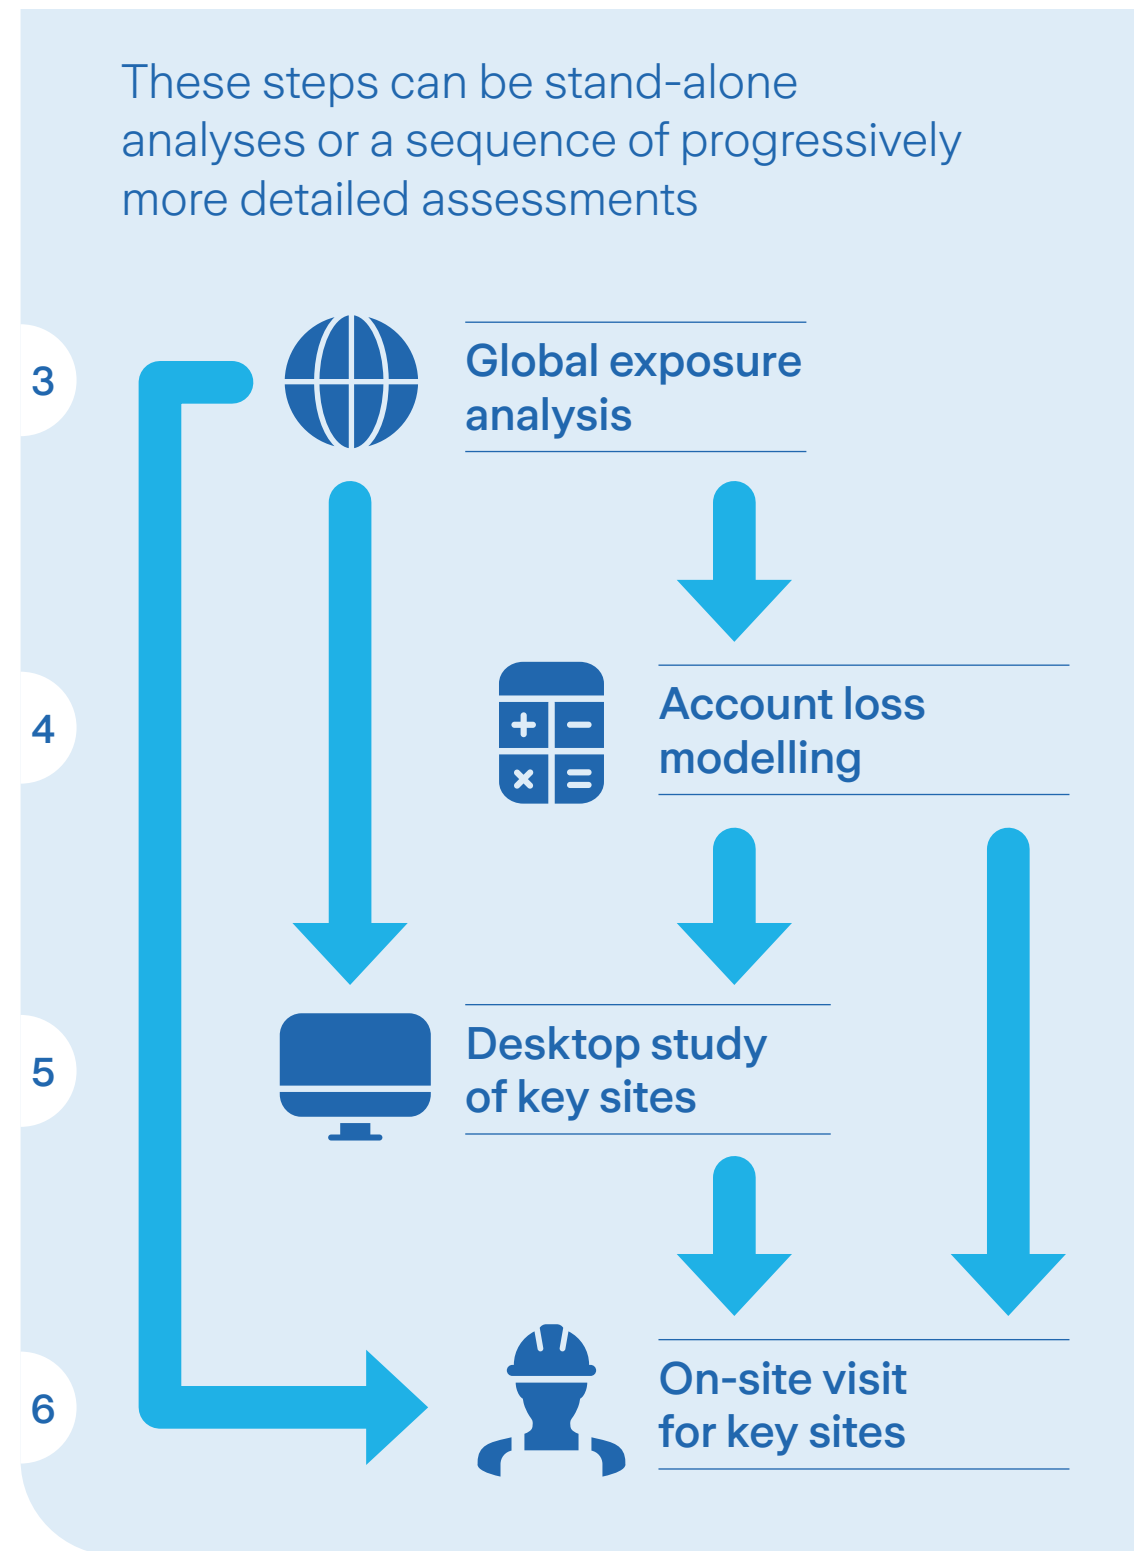 These steps can be stand-alone
analyses or a sequence of progressively
more detailed assessments
3
Global exposure
analysis
4
Account loss
modelling
5
Desktop study
of key sites
6
On-site visit
for key sites